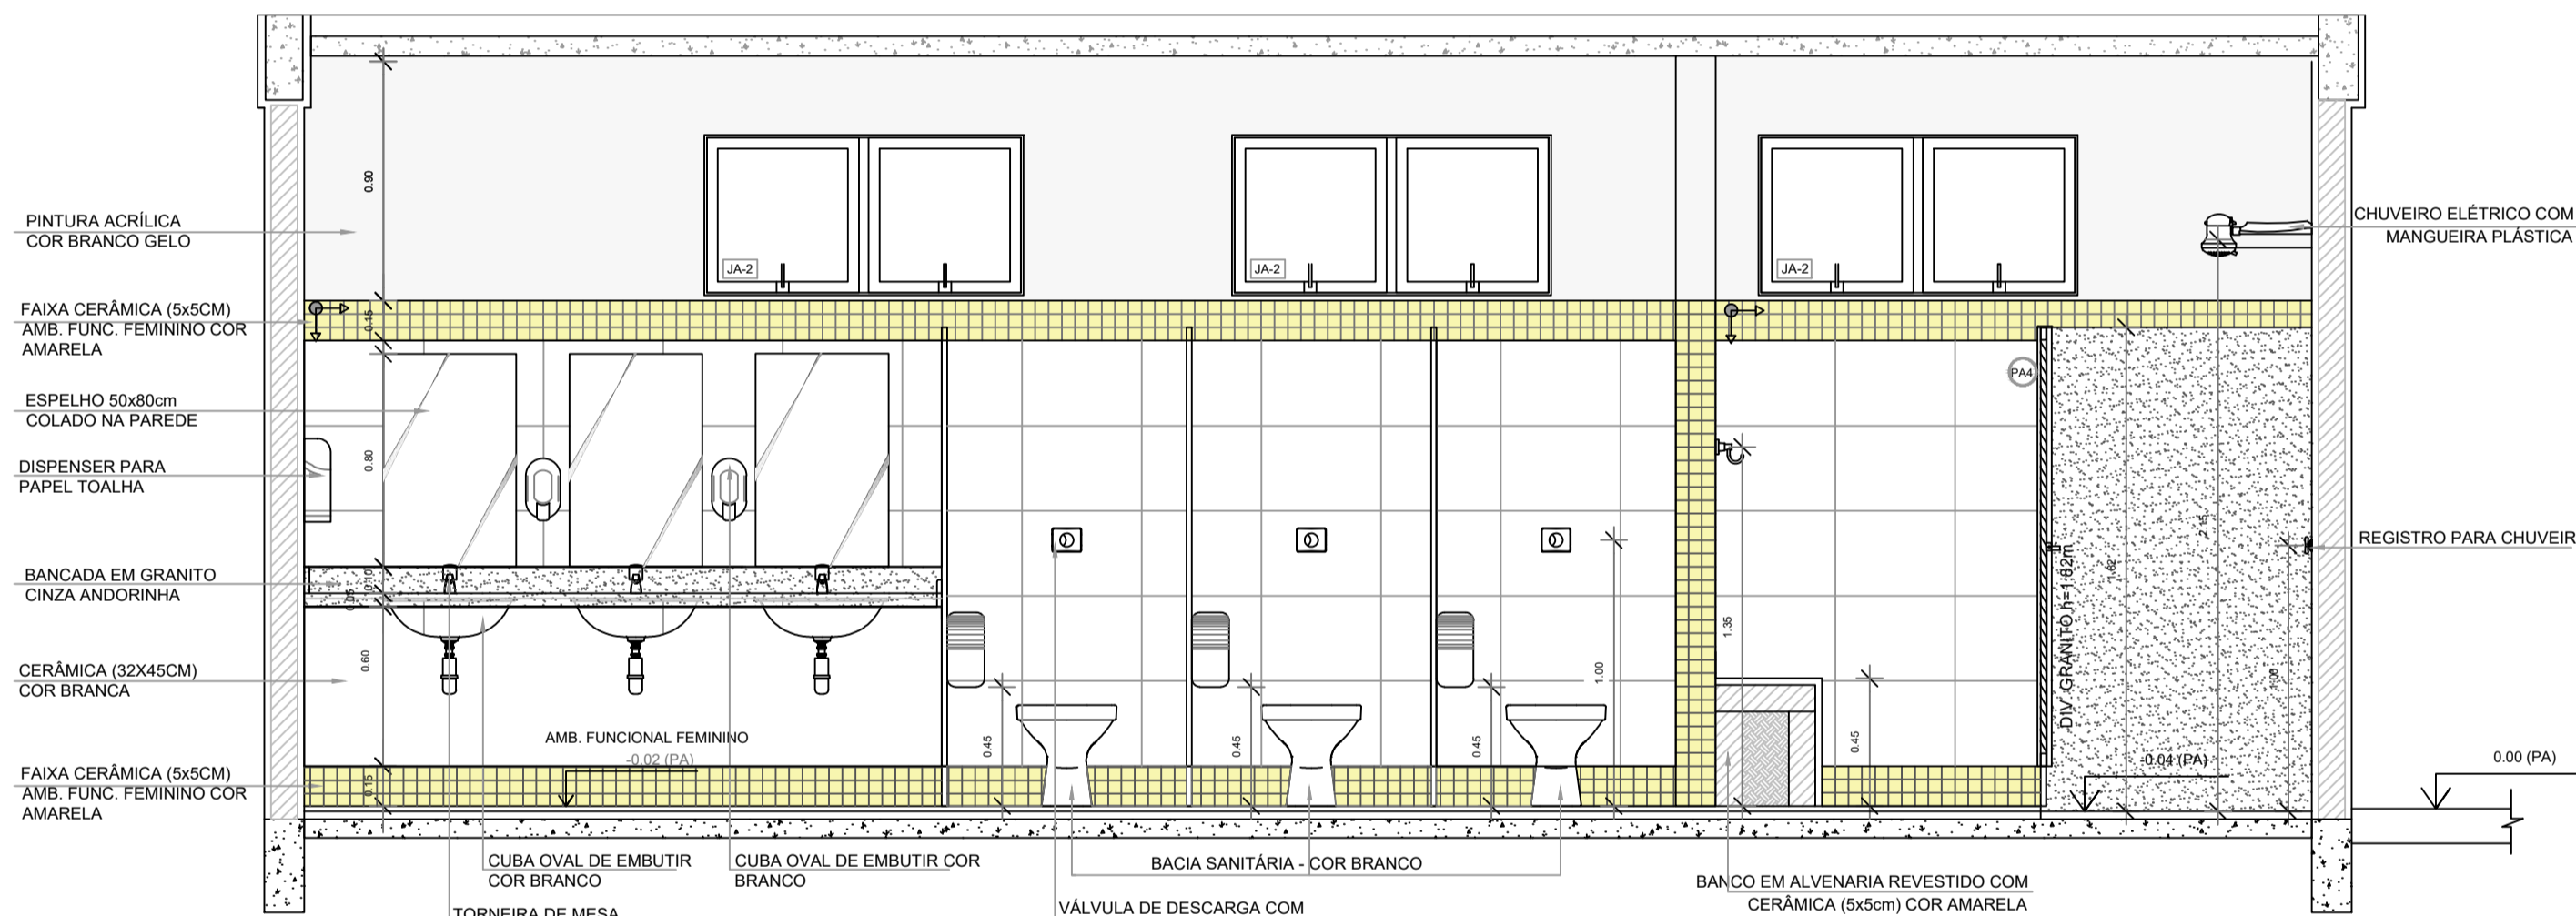 PINTURA ACRÍLICA
COR BRANCO GELO
FAIXA CERÂMICA (5x5CM)
AMB. FUNC. FEMININO COR
AMARELA
ESPELHO 50x80cm
COLADO NA PAREDE
DISPENSER PARA
PAPEL TOALHA
BANCADA EM GRANITO
CINZA ANDORINHA
CERÂMICA (32X45CM)
COR BRANCA
FAIXA CERÂMICA (5x5CM)
AMB. FUNC. FEMININO COR
AMARELA
0.90
0.15
0.80
0.10
0.05
0.60
0.15
JA-2
JA-2
JA-2
AMB. FUNCIONAL FEMININO
-0.02 (PA)
0.45
0.45
0.45
1.00
1.35
0.45
PA4
DIV. GRANITO h=1.82m
1.82
2.15
1.00
-0.04 (PA)
0.00 (PA)
CHUVEIRO ELÉTRICO COM
MANGUEIRA PLÁSTICA
REGISTRO PARA CHUVEIR
CUBA OVAL DE EMBUTIR
COR BRANCO
CUBA OVAL DE EMBUTIR COR
BRANCO
BACIA SANITÁRIA - COR BRANCO
BANCO EM ALVENARIA REVESTIDO COM
CERÂMICA (5x5cm) COR AMARELA
TORNEIRA DE MESA
VÁLVULA DE DESCARGA COM